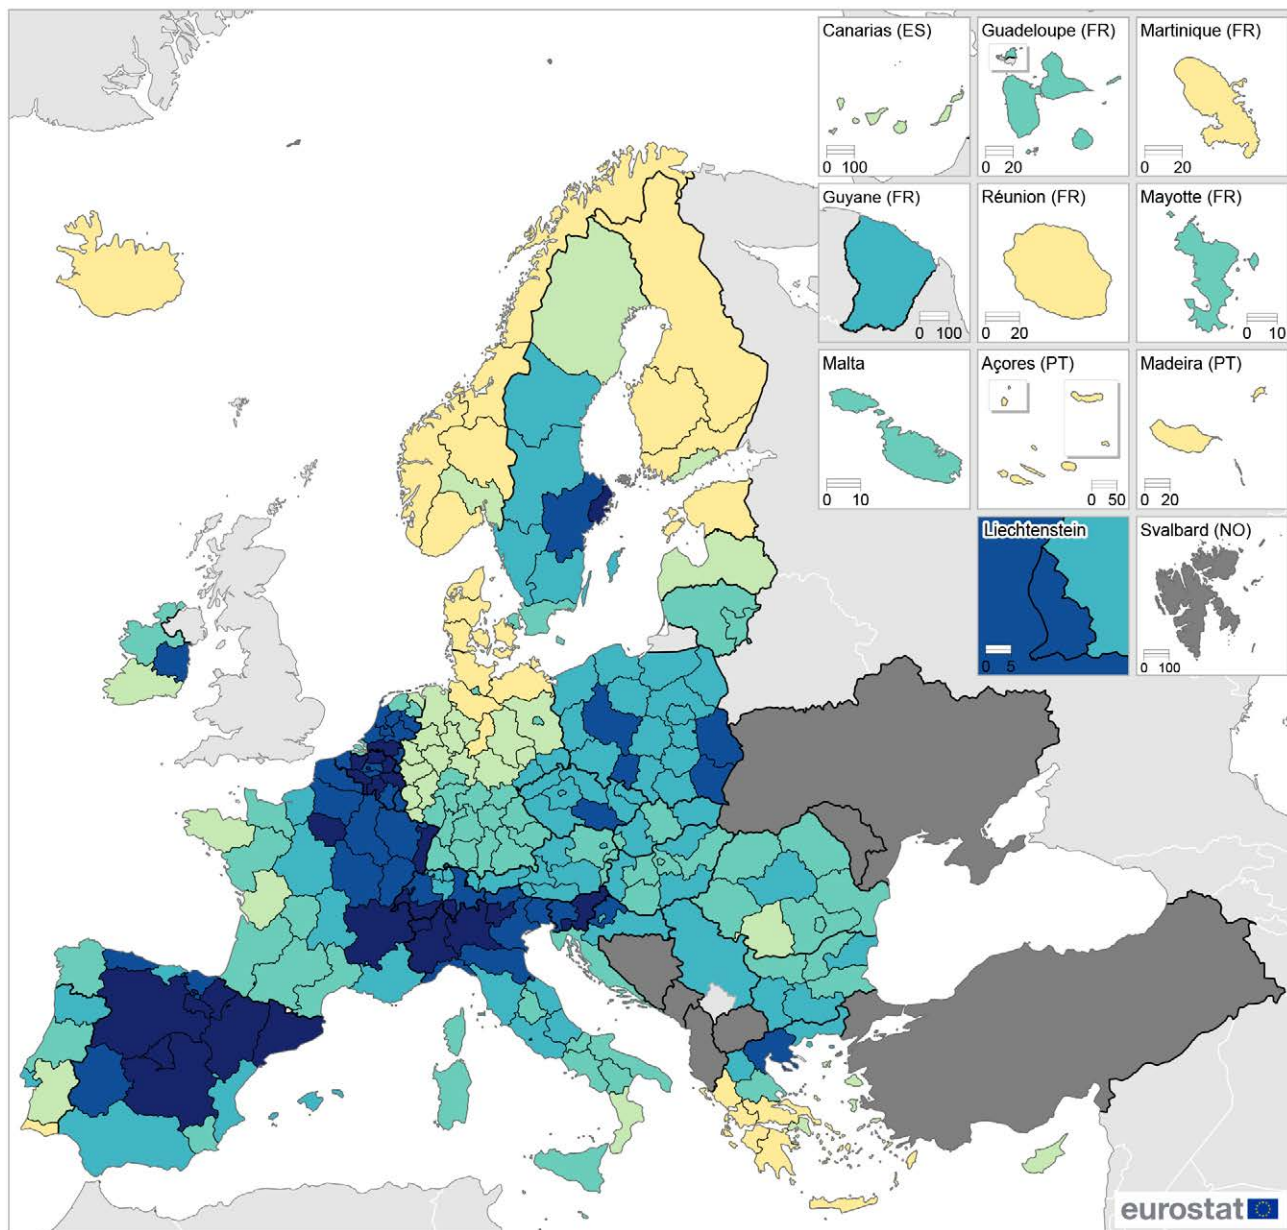 Canarias (ES)
0 100
Guadeloupe (FR)
0 20
Martinique (FR)
0 20
Guyane (FR)
0 100
Réunion (FR)
0 20
Mayotte (FR)
0 10
Malta
0 10
Açores (PT)
0 50
Madeira (PT)
0 20
Liechtenstein
0 5
Svalbard (NO)
0 100
eurostat